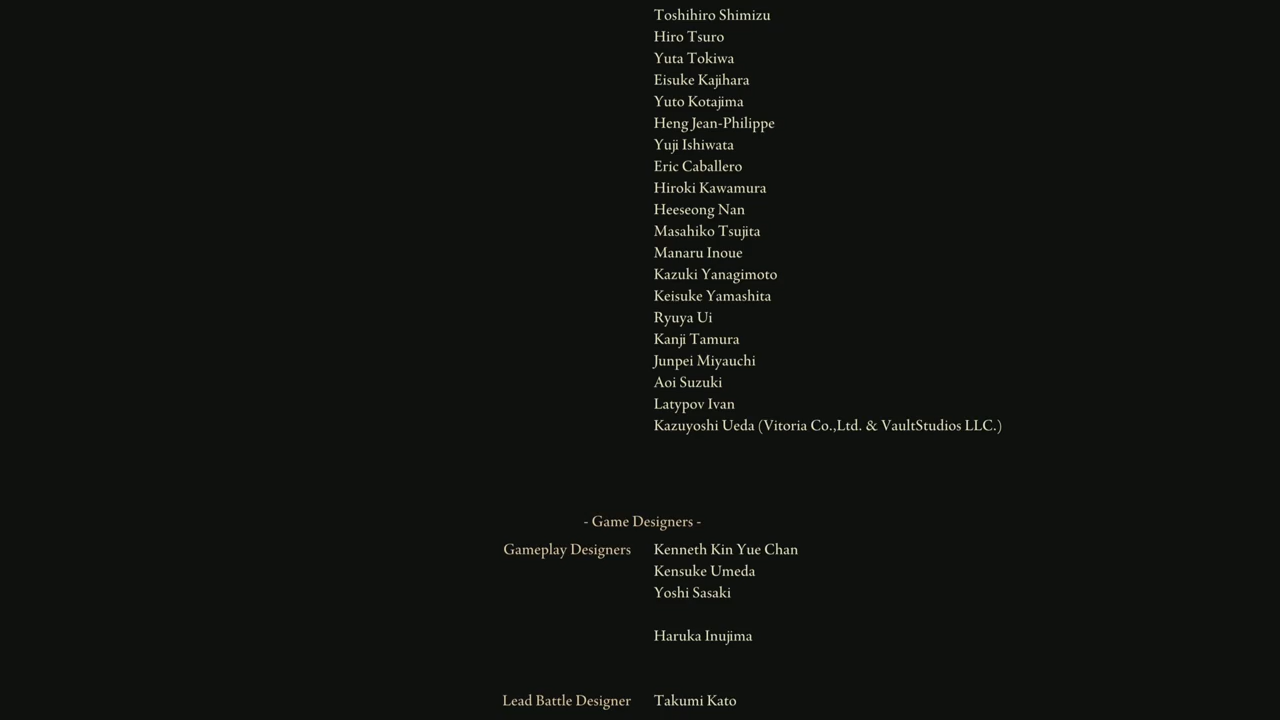 Toshihiro Shimizu
Hiro Tsuro
Yuta Tokiwa
Eisuke Kajihara
Yuto Kotajima
Heng Jean-Philippe
Yuji Ishiwata
Eric Caballero
Hiroki Kawamura
Heeseong Nan
Masahiko Tsujita
Manaru Inoue
Kazuki Yanagimoto
Keisuke Yamashita
Ryuya Ui
Kanji Tamura
Junpei Miyauchi
Aoi Suzuki
Latypov Ivan
Kazuyoshi Ueda (Vitoria Co.,Ltd. & VaultStudios LLC.)
- Game Designers -
Gameplay Designers Kenneth Kin Yue Chan
Kensuke Umeda
Yoshi Sasaki
Haruka Inujima
Lead Battle Designer Takumi Kato